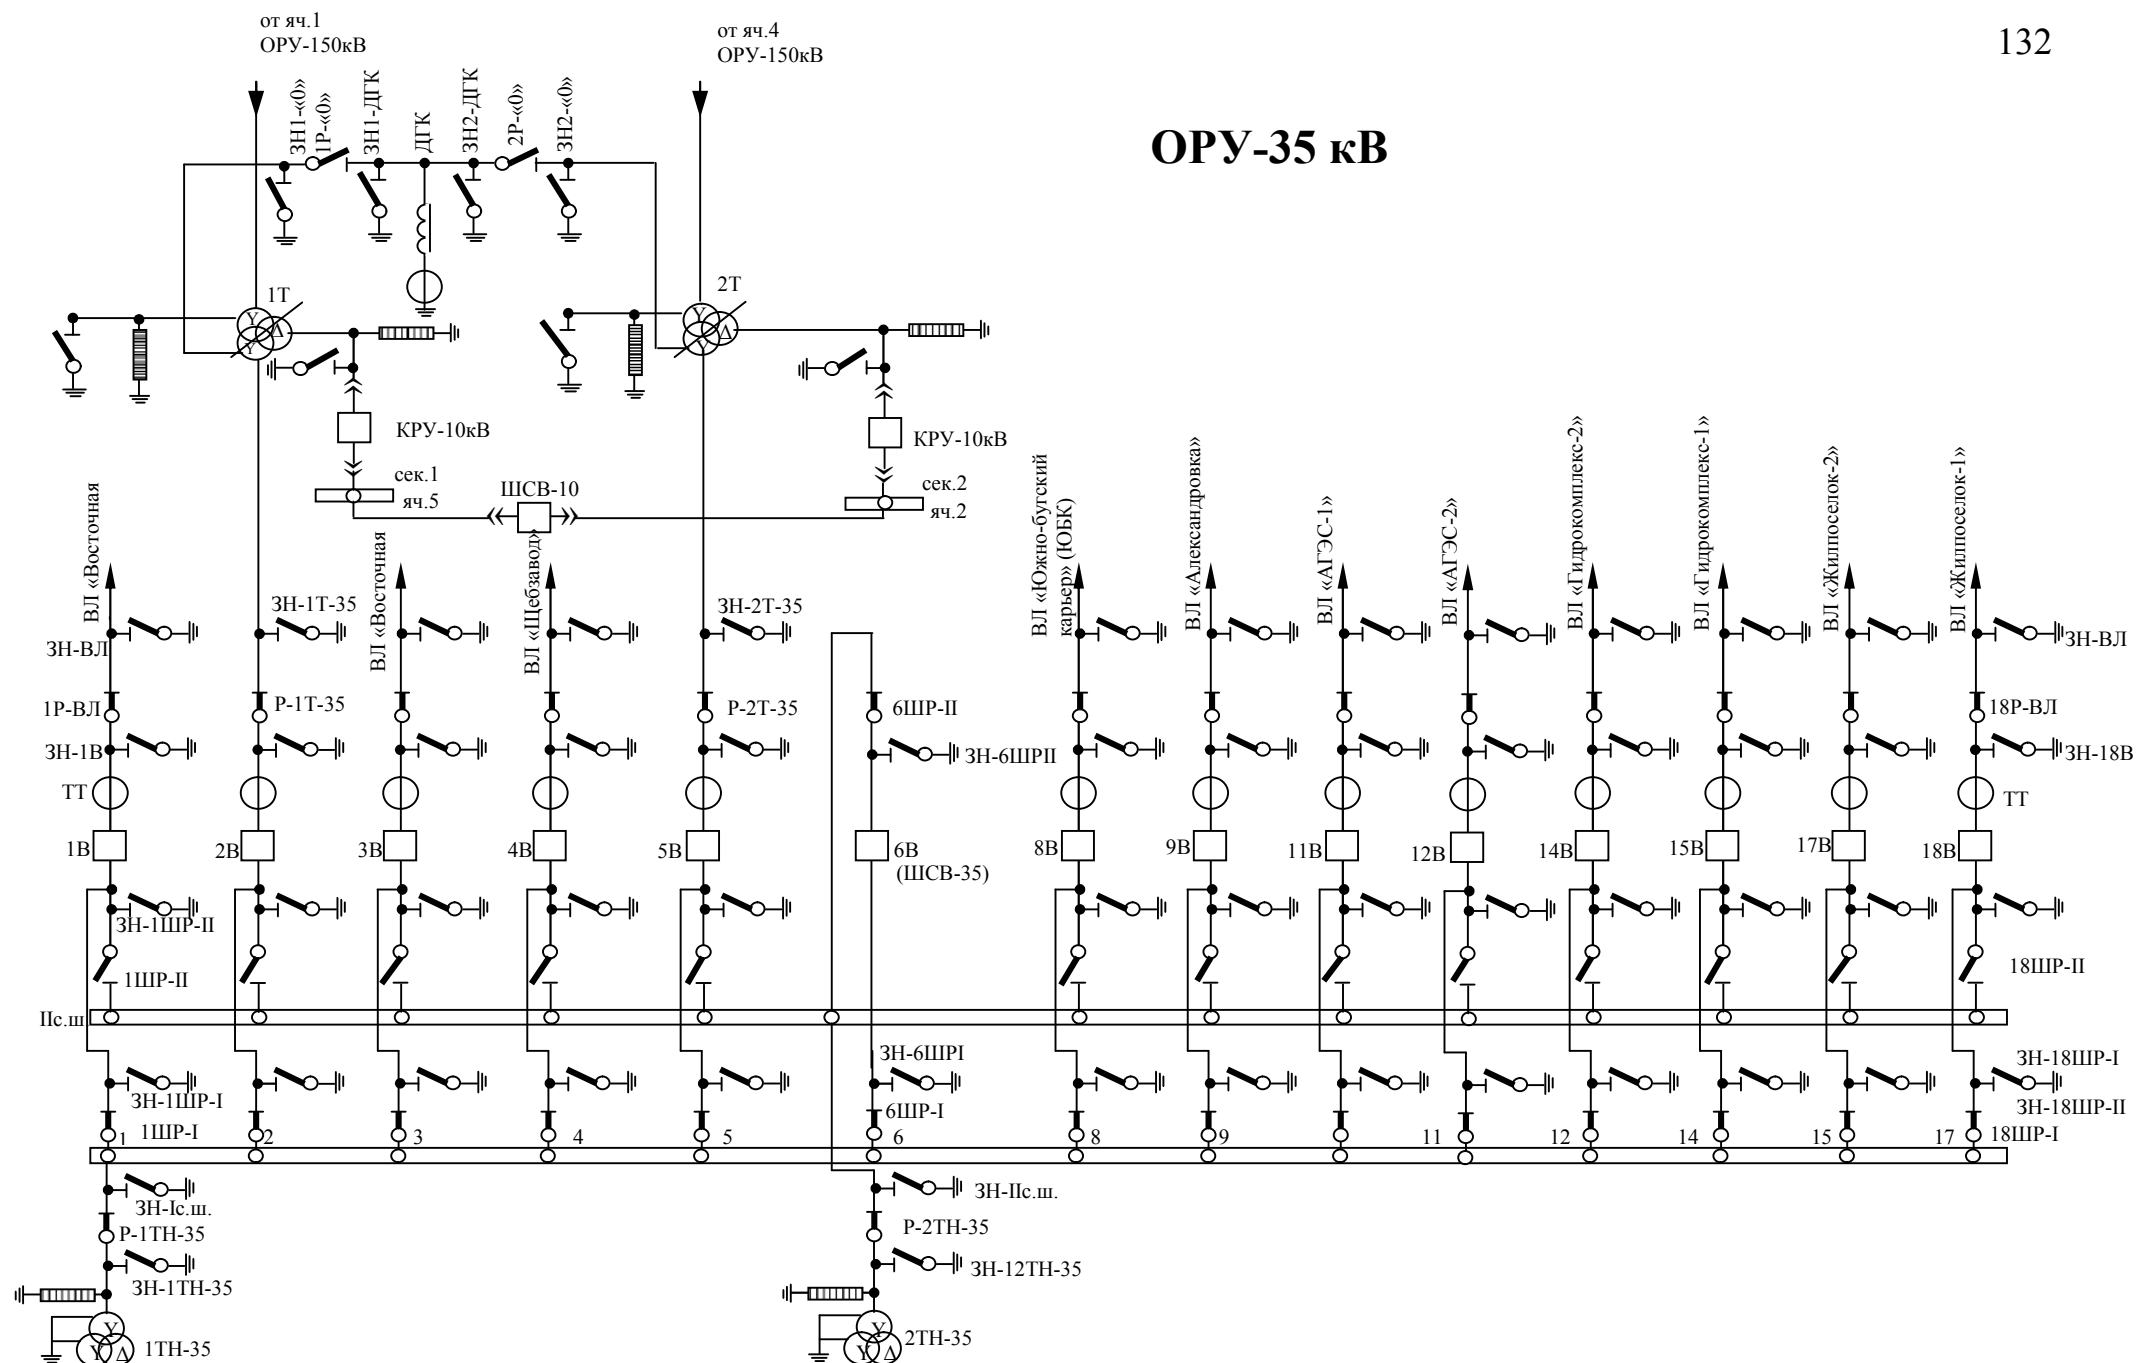 132
от яч.1
ОРУ-150кВ
от яч.4
ОРУ-150кВ
ОРУ-35 кВ
ЗН1-«0»
1Р-«0»
ЗН1-ДГК
ДГК
ЗН2-ДГК
2Р-«0»
ЗН2-«0»
1Т
2Т
Y
Δ
Y
Y
Δ
Y
КРУ-10кВ
КРУ-10кВ
сек.1
яч.5
ШСВ-10
сек.2
яч.2
ВЛ «Восточная
ВЛ «Восточная
ВЛ «Щебзавод»
ВЛ «Южно-бугский
карьер» (ЮБК)
ВЛ «Александровка»
ВЛ «АГЭС-1»
ВЛ «АГЭС-2»
ВЛ «Гидрокомплекс-2»
ВЛ «Гидрокомплекс-1»
ВЛ «Жилпоселок-2»
ВЛ «Жилпоселок-1»
ЗН-ВЛ
ЗН-1Т-35
ЗН-2Т-35
ЗН-ВЛ
1Р-ВЛ
Р-1Т-35
Р-2Т-35
6ШР-II
18Р-ВЛ
ЗН-1В
ЗН-6ШРII
ЗН-18В
ТТ
ТТ
1В
2В
3В
4В
5В
6В
(ШСВ-35)
8В
9В
11В
12В
14В
15В
17В
18В
ЗН-1ШР-II
1ШР-II
18ШР-II
IIс.ш
ЗН-6ШРI
ЗН-18ШР-I
ЗН-1ШР-I
6ШР-I
ЗН-18ШР-II
1ШР-I
18ШР-I
1
2
3
4
5
6
8
9
11
12
14
15
17
ЗН-Iс.ш.
ЗН-IIс.ш.
Р-1ТН-35
Р-2ТН-35
ЗН-1ТН-35
ЗН-12ТН-35
Y
Y
Δ
1ТН-35
Y
Y
Δ
2ТН-35